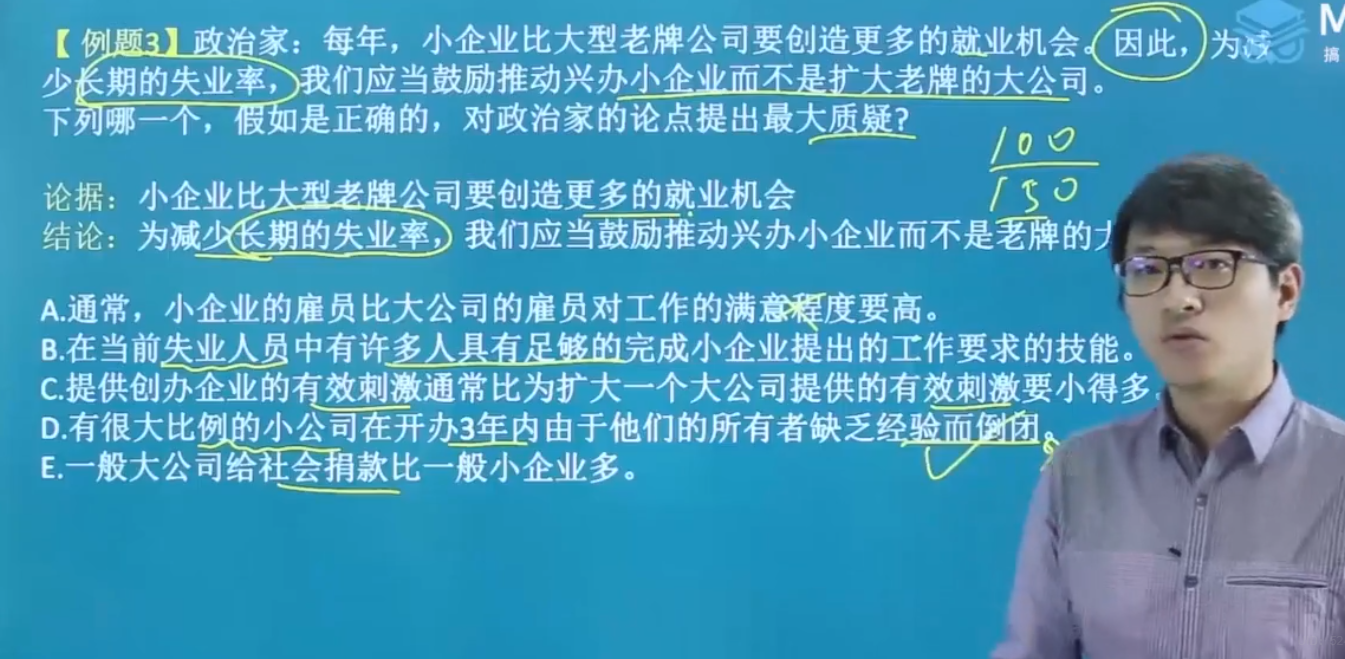 【例题3】政治家：每年，小企业比大型老牌公司要创造更多的就业机会。因此，为减
少长期的失业率，我们应当鼓励推动兴办小企业而不是扩大老牌的大公司。
下列哪一个，假如是正确的，对政治家的论点提出最大质疑?
100
150
论据：小企业比大型老牌公司要创造更多的就业机会
结论：为减少长期的失业率，我们应当鼓励推动兴办小企业而不是老牌的大
A.通常，小企业的雇员比大公司的雇员对工作的满意程度要高。
B.在当前失业人员中有许多人具有足够的完成小企业提出的工作要求的技能。
C.提供创办企业的有效刺激通常比为扩大一个大公司提供的有效刺激要小得多
D.有很大比例的小公司在开办3年内由于他们的所有者缺乏经验而倒闭。
E.一般大公司给社会捐款比一般小企业多。
M
搞